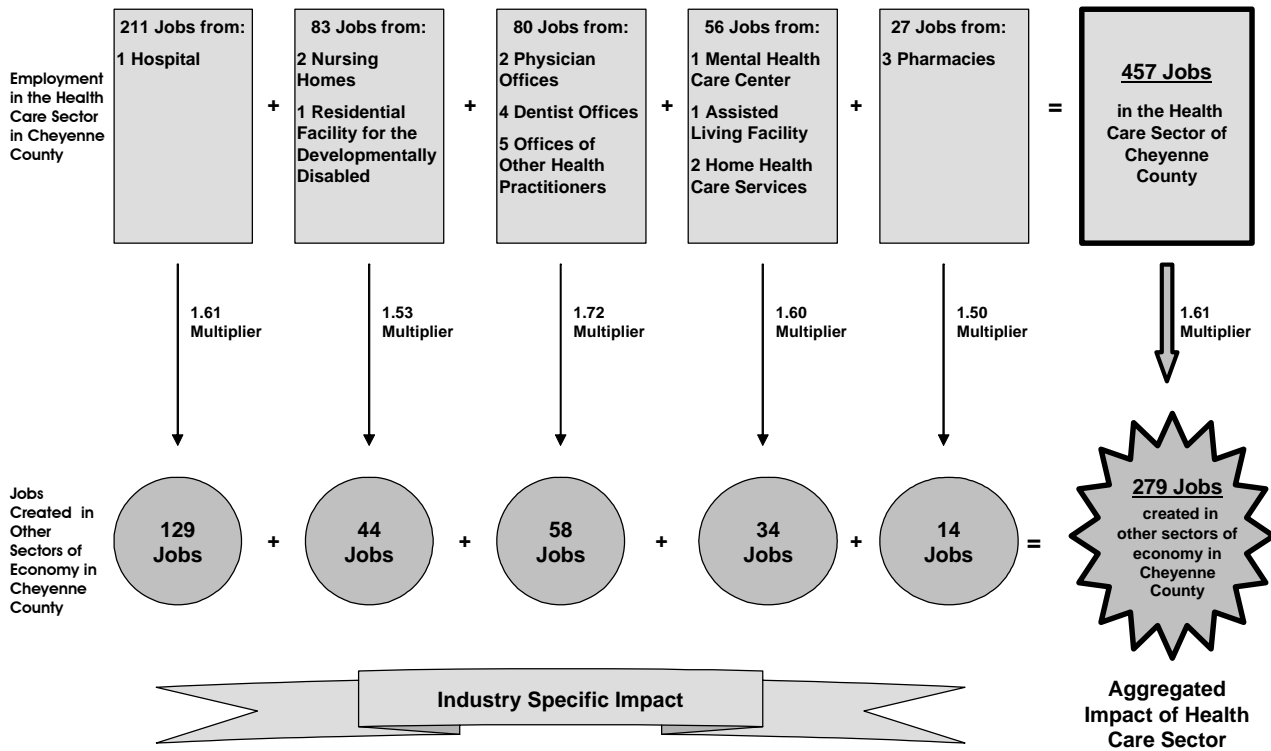 Employment
in the Health
Care Sector
in Cheyenne
County
211 Jobs from:
1 Hospital
+
83 Jobs from:
2 Nursing
Homes
1 Residential
Facility for the
Developmentally
Disabled
+
80 Jobs from:
2 Physician
Offices
4 Dentist Offices
5 Offices of
Other Health
Practitioners
+
56 Jobs from:
1 Mental Health
Care Center
1 Assisted
Living Facility
2 Home Health
Care Services
+
27 Jobs from:
3 Pharmacies
=
457 Jobs
in the Health
Care Sector of
Cheyenne
County
1.61
Multiplier
1.53
Multiplier
1.72
Multiplier
1.60
Multiplier
1.50
Multiplier
1.61
Multiplier
Jobs
Created in
Other
Sectors of
Economy in
Cheyenne
County
129
Jobs
+
44
Jobs
+
58
Jobs
+
34
Jobs
+
14
Jobs
=
279 Jobs
created in
other sectors of
economy in
Cheyenne
County
Industry Specific Impact
Aggregated
Impact of Health
Care Sector